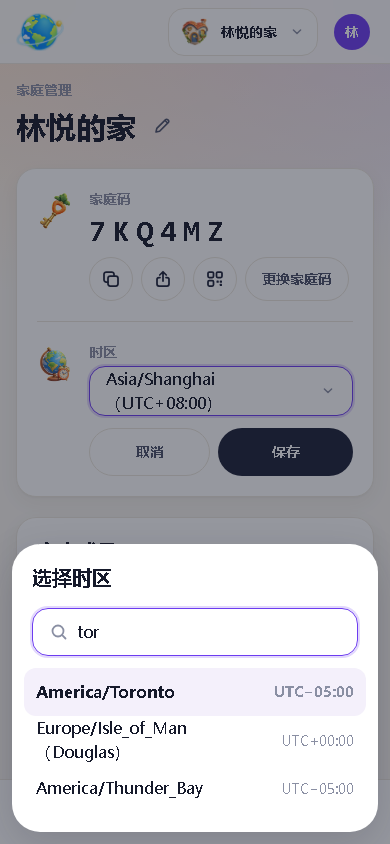 林悦的家
林
家庭管理
林悦的家
家庭码
7KQ4MZ
更换家庭码
时区
Asia/Shanghai
（UTC+08:00）
取消
保存
选择时区
tor
America/Toronto
UTC-05:00
Europe/Isle_of_Man
（Douglas）
UTC+00:00
America/Thunder_Bay
UTC-05:00